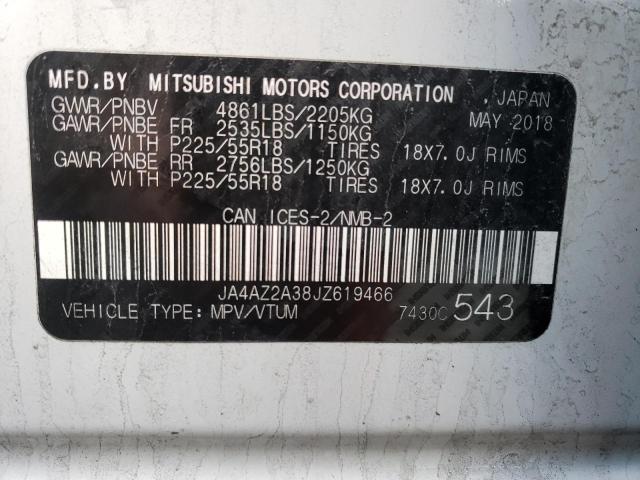 MFD.BY MITSUBISHI MOTORS CORPORATION , JAPAN
GWWR/PNBV 4861LBS/2205KG MAY 2018
GAWR/PNBE FR 2535LBS/1150KG
WITH P225/55R18 TIRES 18X7.0J RIMS
GAWR/PNBE RR 2756LBS/1250KG
WITH P225/55R18 TIRES 18X7.0J RIMS
CAN ICES-2/NMB-2
JA4AZ2A38JZ619466
VEHICLE TYPE: MPV/VTUM 7430C 543